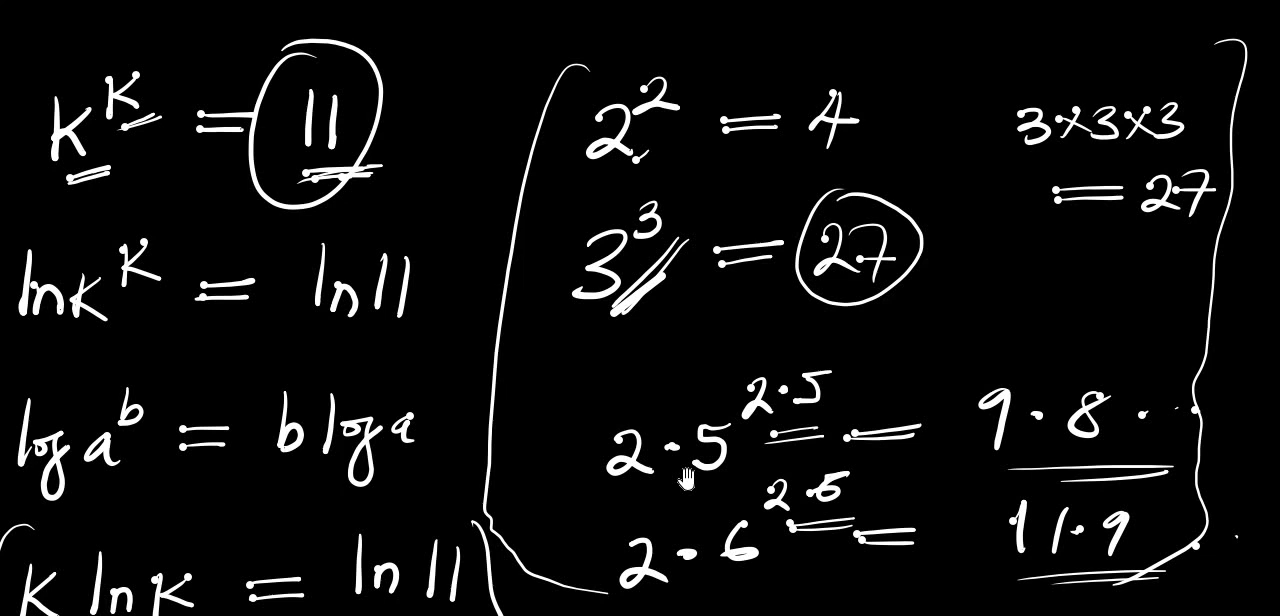 K^K = 11
ln K^K = ln 11
log a^b = b log a
K ln K = ln 11
2^2 = 4
3^3 = 27
3×3×3
= 27
2.5^2.5 = 9.8..
2.6^2.6 = 11.9